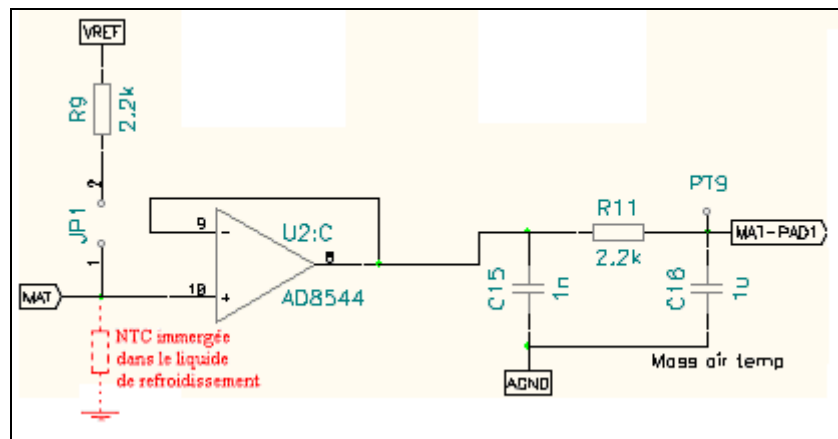 VREF
R9
2.2k
2
JP1
1
MAT
9
-
10
+
U2:C
8
AD8544
NTC immergée
dans le liquide
de refroidissement
C15
1n
R11
2.2k
PT9
MAT-PAD1
C16
1u
AGND
Mass air temp